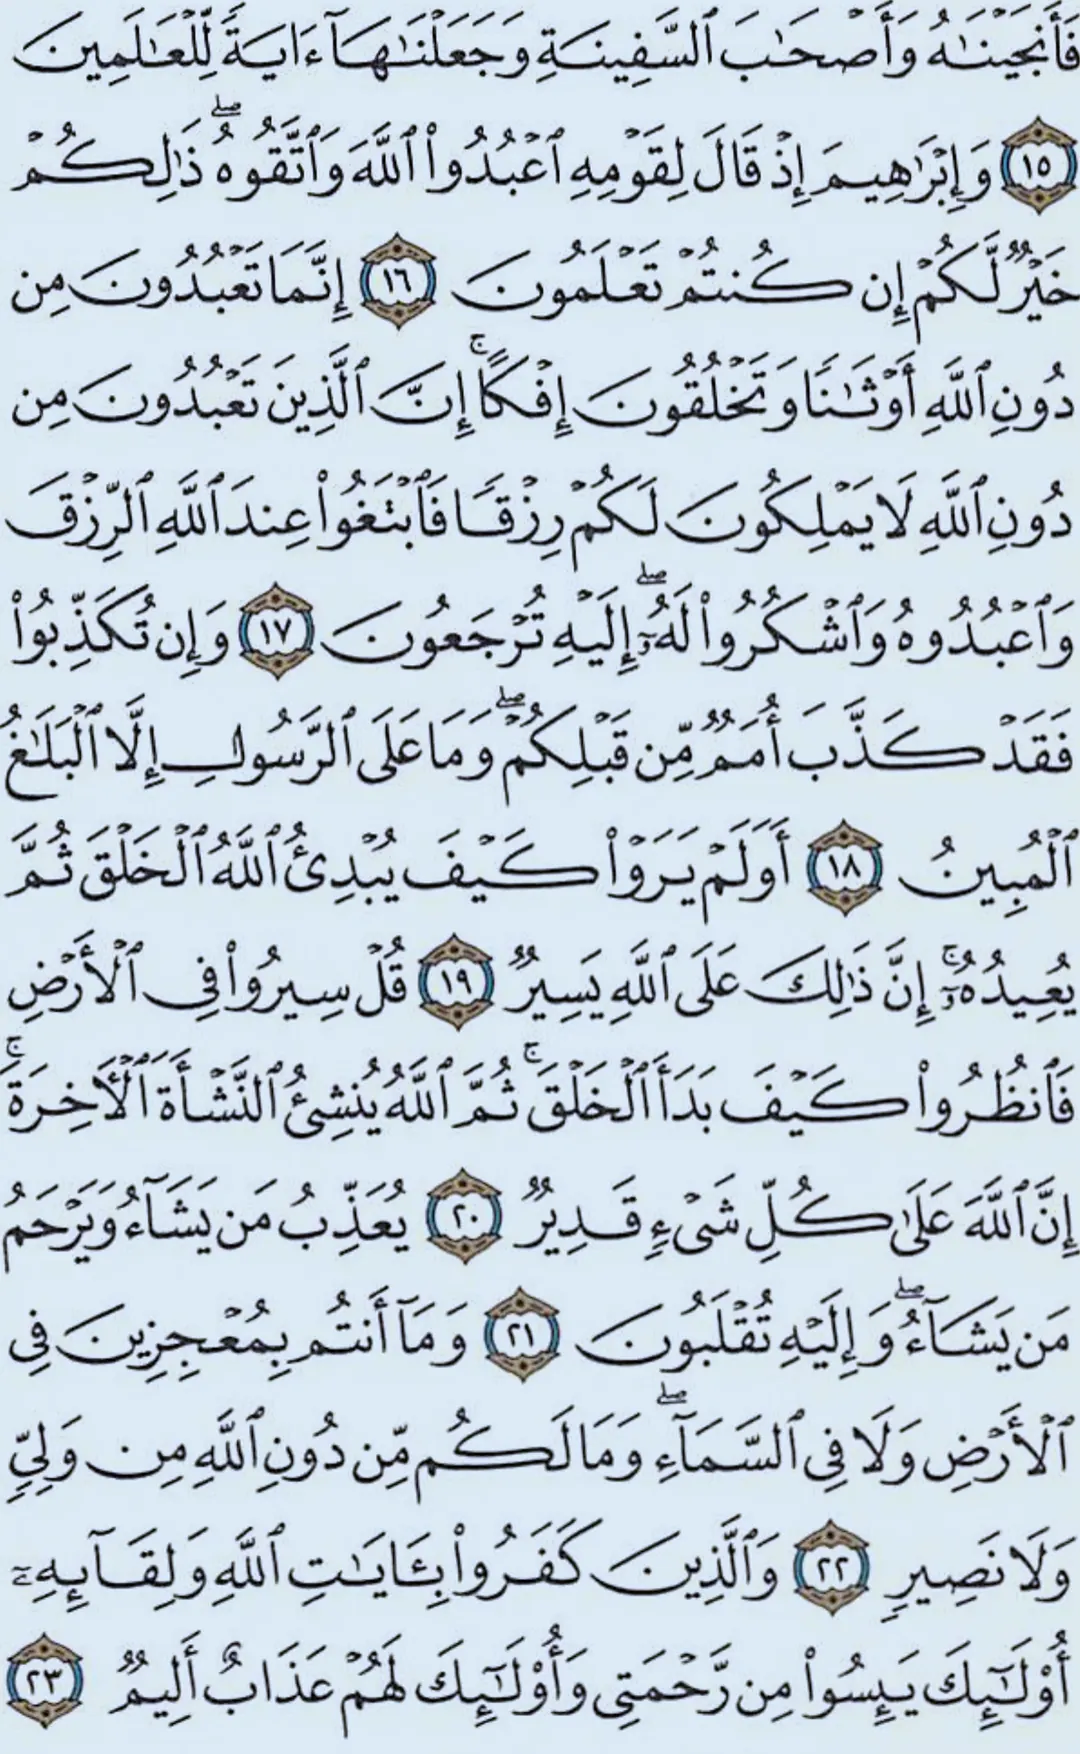 فَأَنجَيْنَٰهُ وَأَصْحَٰبَ ٱلسَّفِينَةِ وَجَعَلْنَٰهَآ ءَايَةً لِّلْعَٰلَمِينَ
١٥ وَإِبْرَٰهِيمَ إِذْ قَالَ لِقَوْمِهِ ٱعْبُدُوا۟ ٱللَّهَ وَٱتَّقُوهُ ۖ ذَٰلِكُمْ
خَيْرٌ لَّكُمْ إِن كُنتُمْ تَعْلَمُونَ ١٦ إِنَّمَا تَعْبُدُونَ مِن
دُونِ ٱللَّهِ أَوْثَٰنًا وَتَخْلُقُونَ إِفْكًا ۚ إِنَّ ٱلَّذِينَ تَعْبُدُونَ مِن
دُونِ ٱللَّهِ لَا يَمْلِكُونَ لَكُمْ رِزْقًا فَٱبْتَغُوا۟ عِندَ ٱللَّهِ ٱلرِّزْقَ
وَٱعْبُدُوهُ وَٱشْكُرُوا۟ لَهُۥٓ ۖ إِلَيْهِ تُرْجَعُونَ ١٧ وَإِن تُكَذِّبُوا۟
فَقَدْ كَذَّبَ أُمَمٌ مِّن قَبْلِكُمْ ۖ وَمَا عَلَى ٱلرَّسُولِ إِلَّا ٱلْبَلَٰغُ
ٱلْمُبِينُ ١٨ أَوَلَمْ يَرَوْا۟ كَيْفَ يُبْدِئُ ٱللَّهُ ٱلْخَلْقَ ثُمَّ
يُعِيدُهُۥٓ ۚ إِنَّ ذَٰلِكَ عَلَى ٱللَّهِ يَسِيرٌ ١٩ قُلْ سِيرُوا۟ فِى ٱلْأَرْضِ
فَٱنظُرُوا۟ كَيْفَ بَدَأَ ٱلْخَلْقَ ۚ ثُمَّ ٱللَّهُ يُنشِئُ ٱلنَّشْأَةَ ٱلْءَاخِرَةَ ۚ
إِنَّ ٱللَّهَ عَلَىٰ كُلِّ شَىْءٍ قَدِيرٌ ٢٠ يُعَذِّبُ مَن يَشَآءُ وَيَرْحَمُ
مَن يَشَآءُ ۖ وَإِلَيْهِ تُقْلَبُونَ ٢١ وَمَآ أَنتُم بِمُعْجِزِينَ فِى
ٱلْأَرْضِ وَلَا فِى ٱلسَّمَآءِ ۖ وَمَا لَكُم مِّن دُونِ ٱللَّهِ مِن وَلِىٍّ
وَلَا نَصِيرٍ ٢٢ وَٱلَّذِينَ كَفَرُوا۟ بِـَٔايَٰتِ ٱللَّهِ وَلِقَآئِهِۦٓ
أُو۟لَٰٓئِكَ يَئِسُوا۟ مِن رَّحْمَتِى وَأُو۟لَٰٓئِكَ لَهُمْ عَذَابٌ أَلِيمٌ ٢٣